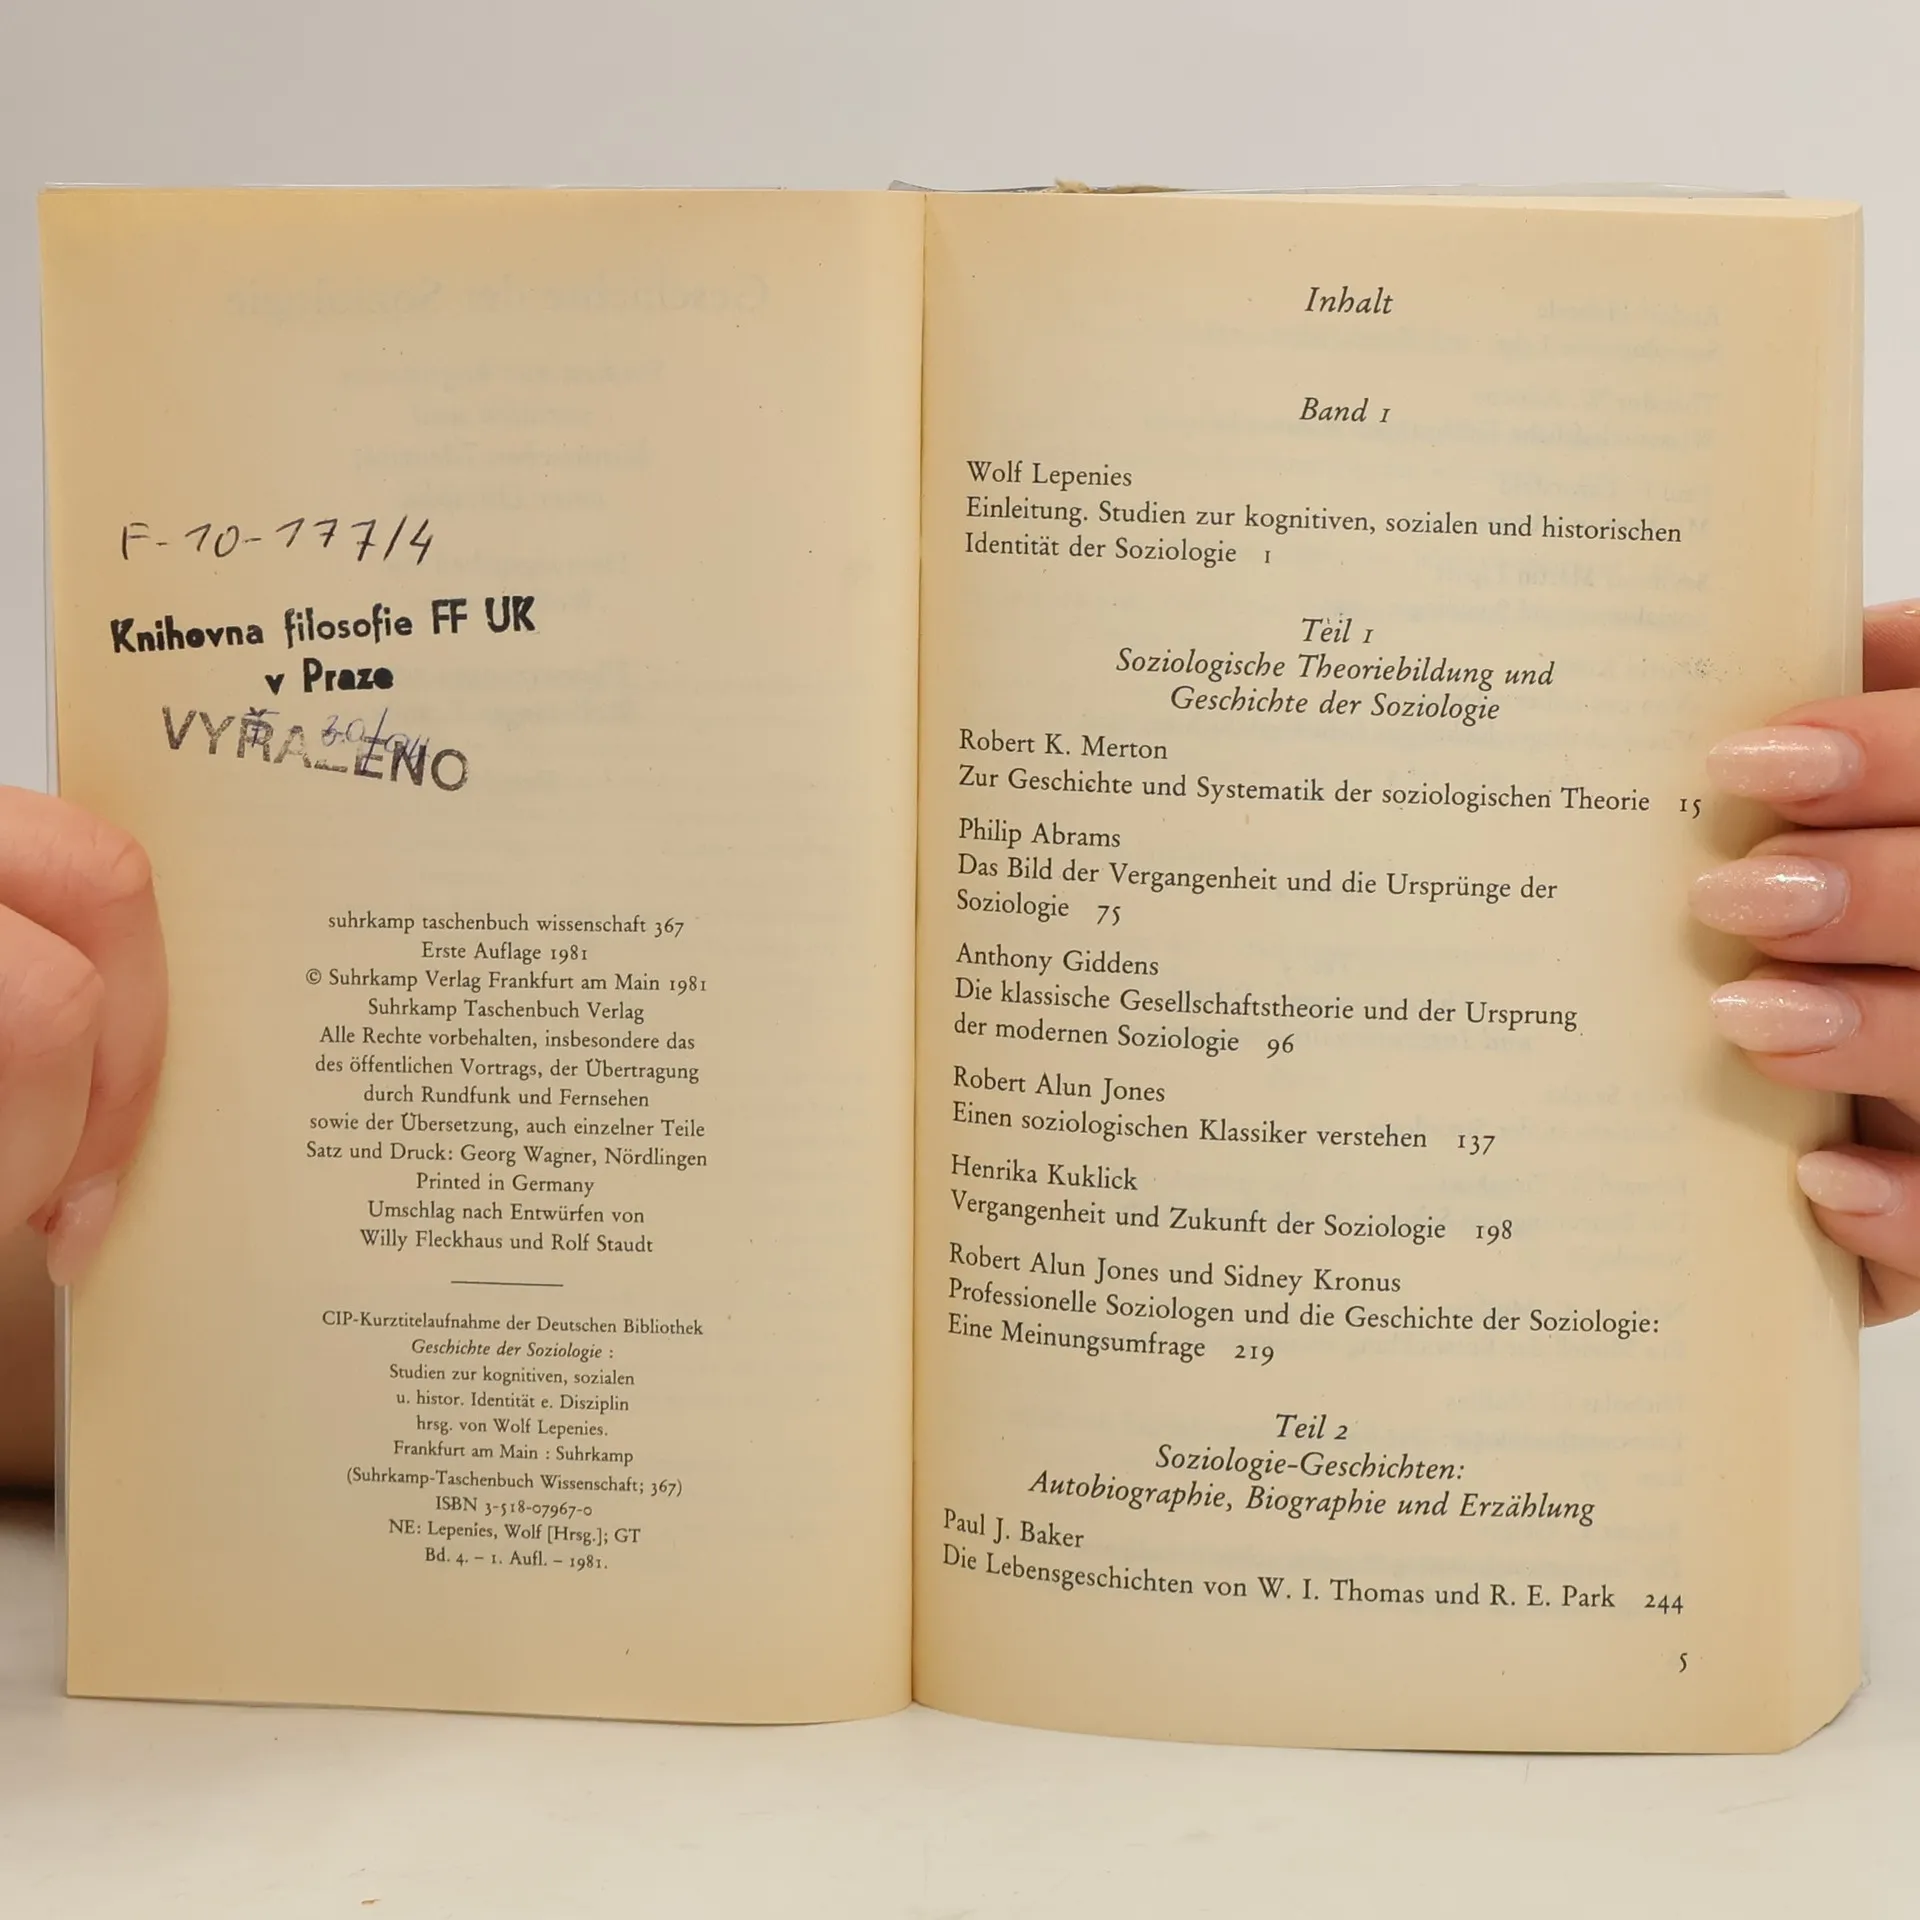 F-10-177/4
Knihovna filosofie FF UK
v Praze
VYŘAZENO
suhrkamp taschenbuch wissenschaft 367
Erste Auflage 1981
© Suhrkamp Verlag Frankfurt am Main 1981
Suhrkamp Taschenbuch Verlag
Alle Rechte vorbehalten, insbesondere das
des öffentlichen Vortrags, der Übertragung
durch Rundfunk und Fernsehen
sowie der Übersetzung, auch einzelner Teile
Satz und Druck: Georg Wagner, Nördlingen
Printed in Germany
Umschlag nach Entwürfen von
Willy Fleckhaus und Rolf Staudt
CIP-Kurztitelaufnahme der Deutschen Bibliothek
Geschichte der Soziologie :
Studien zur kognitiven, sozialen
u. histor. Identität e. Disziplin
hrsg. von Wolf Lepenies.
Frankfurt am Main : Suhrkamp
(Suhrkamp-Taschenbuch Wissenschaft; 367)
ISBN 3-518-07967-0
NE: Lepenies, Wolf [Hrsg.]; GT
Bd. 4. – 1. Aufl. – 1981.
Inhalt
Band 1
Wolf Lepenies
Einleitung. Studien zur kognitiven, sozialen und historischen
Identität der Soziologie 1
Teil 1
Soziologische Theoriebildung und
Geschichte der Soziologie
Robert K. Merton
Zur Geschichte und Systematik der soziologischen Theorie 15
Philip Abrams
Das Bild der Vergangenheit und die Ursprünge der
Soziologie 75
Anthony Giddens
Die klassische Gesellschaftstheorie und der Ursprung
der modernen Soziologie 96
Robert Alun Jones
Einen soziologischen Klassiker verstehen 137
Henrika Kuklick
Vergangenheit und Zukunft der Soziologie 198
Robert Alun Jones und Sidney Kronus
Professionelle Soziologen und die Geschichte der Soziologie:
Eine Meinungsumfrage 219
Teil 2
Soziologie-Geschichten:
Autobiographie, Biographie und Erzählung
Paul J. Baker
Die Lebensgeschichten von W. I. Thomas und R. E. Park 244
5